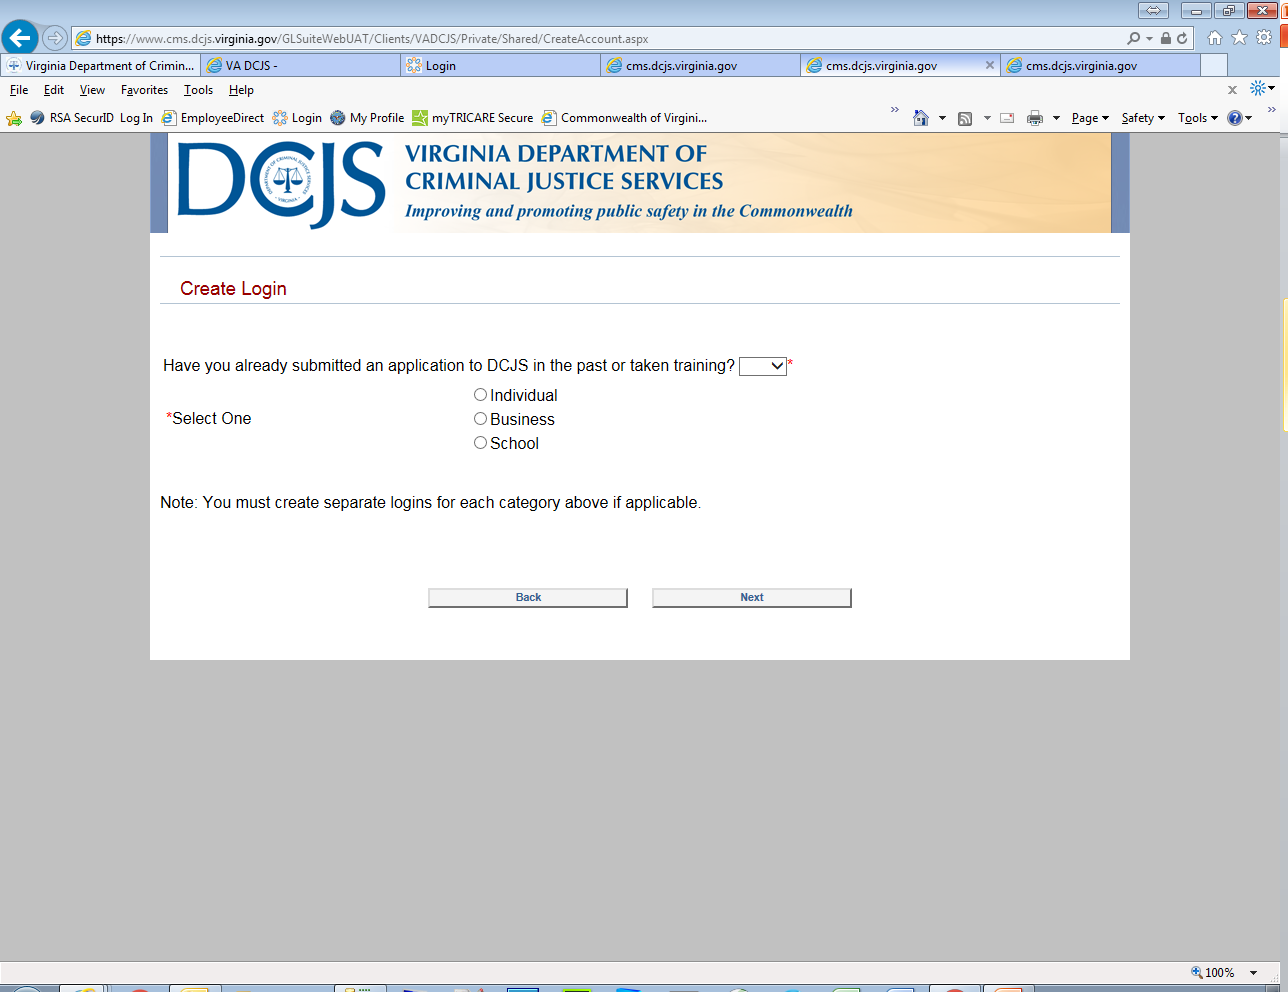 https://www.cms.dcjs.virginia.gov/GLSuiteWebUAT/Clients/VADCJS/Private/Shared/CreateAccount.aspx
Virginia Department of Crimin... VA DCJS - Login cms.dcjs.virginia.gov cms.dcjs.virginia.gov cms.dcjs.virginia.gov
File Edit View Favorites Tools Help
RSA SecurID Log In EmployeeDirect Login My Profile myTRICARE Secure Commonwealth of Virgini... Page Safety Tools
DCJS
VIRGINIA DEPARTMENT OF
CRIMINAL JUSTICE SERVICES
Improving and promoting public safety in the Commonwealth
Create Login
Have you already submitted an application to DCJS in the past or taken training? *
Individual
*Select One
Business
School
Note: You must create separate logins for each category above if applicable.
Back Next
100%